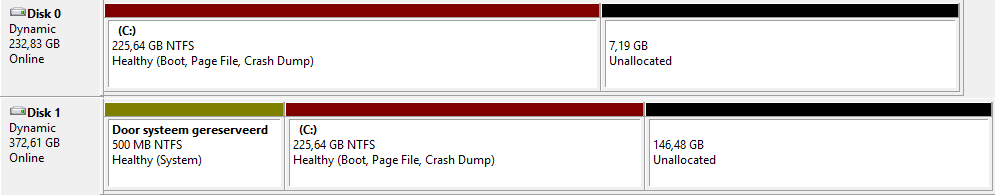 Disk 0
Dynamic
232,83 GB
Online
(C:)
225,64 GB NTFS
Healthy (Boot, Page File, Crash Dump)
7,19 GB
Unallocated
Disk 1
Dynamic
372,61 GB
Online
Door systeem gereserveerd
500 MB NTFS
Healthy (System)
(C:)
225,64 GB NTFS
Healthy (Boot, Page File, Crash Dump)
146,48 GB
Unallocated